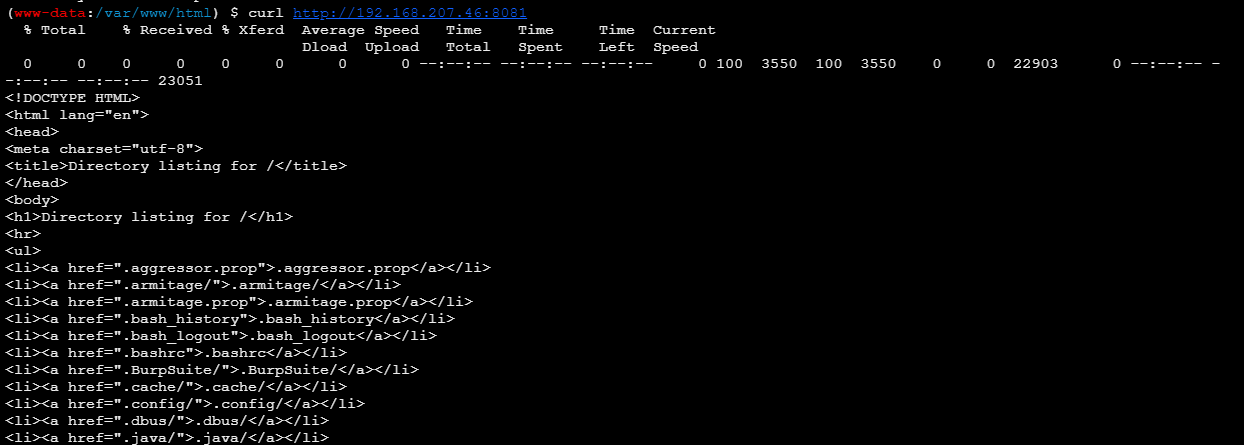 (www-data:/var/www/html) $ curl http://192.168.207.46:8081
% Total % Received % Xferd Average Speed Time Time Time Current
Dload Upload Total Spent Left Speed
0 0 0 0 0 0 0 0 --:--:-- --:--:-- --:--:-- 0 100 3550 100 3550 0 0 22903 0 --:--:-- -
-:--:-- --:--:-- 23051
<!DOCTYPE HTML>
<html lang="en">
<head>
<meta charset="utf-8">
<title>Directory listing for /</title>
</head>
<body>
<h1>Directory listing for /</h1>
<hr>
<ul>
<li><a href=".aggressor.prop">.aggressor.prop</a></li>
<li><a href=".armitage/">.armitage/</a></li>
<li><a href=".armitage.prop">.armitage.prop</a></li>
<li><a href=".bash_history">.bash_history</a></li>
<li><a href=".bash_logout">.bash_logout</a></li>
<li><a href=".bashrc">.bashrc</a></li>
<li><a href=".BurpSuite/">.BurpSuite/</a></li>
<li><a href=".cache/">.cache/</a></li>
<li><a href=".config/">.config/</a></li>
<li><a href=".dbus/">.dbus/</a></li>
<li><a href=".java/">.java/</a></li>